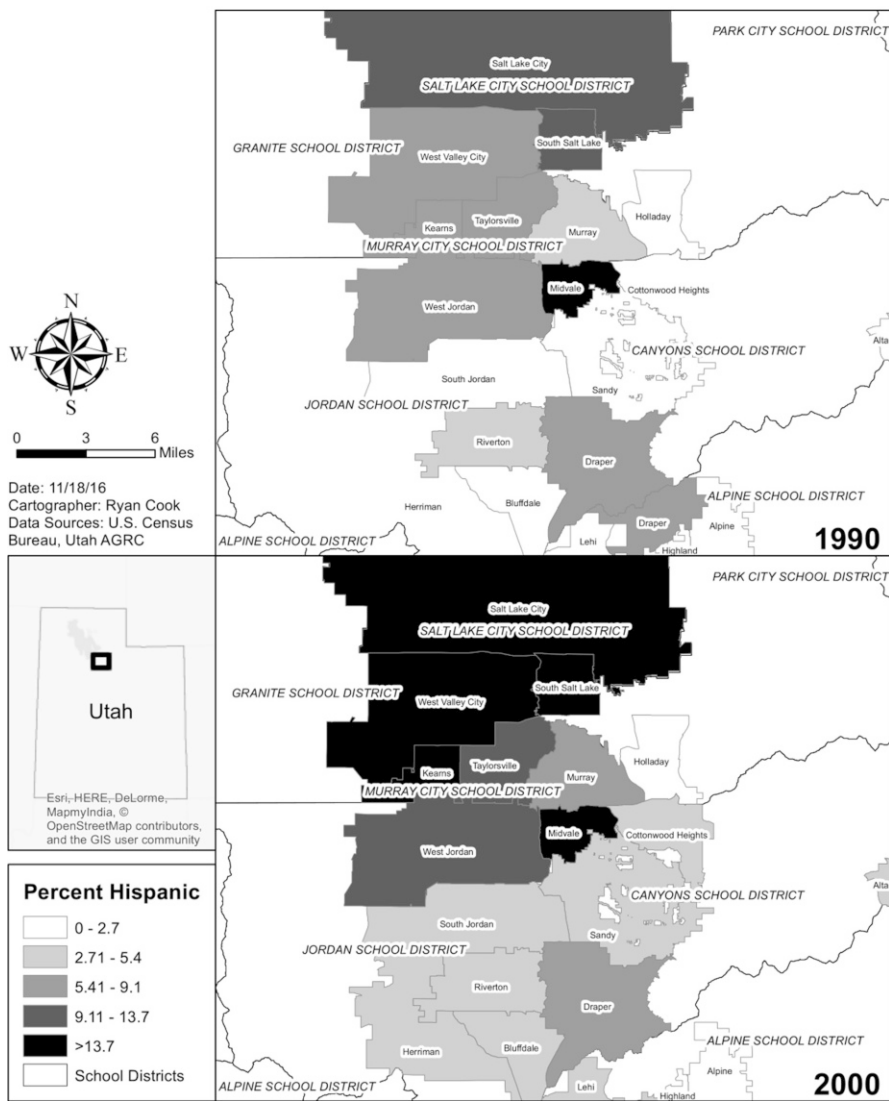 PARK CITY SCHOOL DISTRICT
Salt Lake City
SALT LAKE CITY SCHOOL DISTRICT
GRANITE SCHOOL DISTRICT
West Valley City
South Salt Lake
Holladay
Kearns
Taylorsville
Murray
MURRAY CITY SCHOOL DISTRICT
Midvale
Cottonwood Heights
West Jordan
Alta
CANYONS SCHOOL DISTRICT
South Jordan
Sandy
JORDAN SCHOOL DISTRICT
Riverton
Draper
Herriman
Bluffdale
ALPINE SCHOOL DISTRICT
Draper
Alpine
ALPINE SCHOOL DISTRICT
Lehi
Highland
1990
N
W E
S
0 3 6
Miles
Date: 11/18/16
Cartographer: Ryan Cook
Data Sources: U.S. Census
Bureau, Utah AGRC
PARK CITY SCHOOL DISTRICT
Salt Lake City
SALT LAKE CITY SCHOOL DISTRICT
GRANITE SCHOOL DISTRICT
West Valley City
South Salt Lake
Holladay
Kearns
Taylorsville
Murray
MURRAY CITY SCHOOL DISTRICT
Midvale
Cottonwood Heights
West Jordan
Alta
CANYONS SCHOOL DISTRICT
South Jordan
Sandy
JORDAN SCHOOL DISTRICT
Riverton
Draper
Herriman
Bluffdale
ALPINE SCHOOL DISTRICT
Alpine
ALPINE SCHOOL DISTRICT
Lehi
Highland
2000
Utah
Esri, HERE, DeLorme,
MapmyIndia, ©
OpenStreetMap contributors,
and the GIS user community
Percent Hispanic
0 - 2.7
2.71 - 5.4
5.41 - 9.1
9.11 - 13.7
>13.7
School Districts